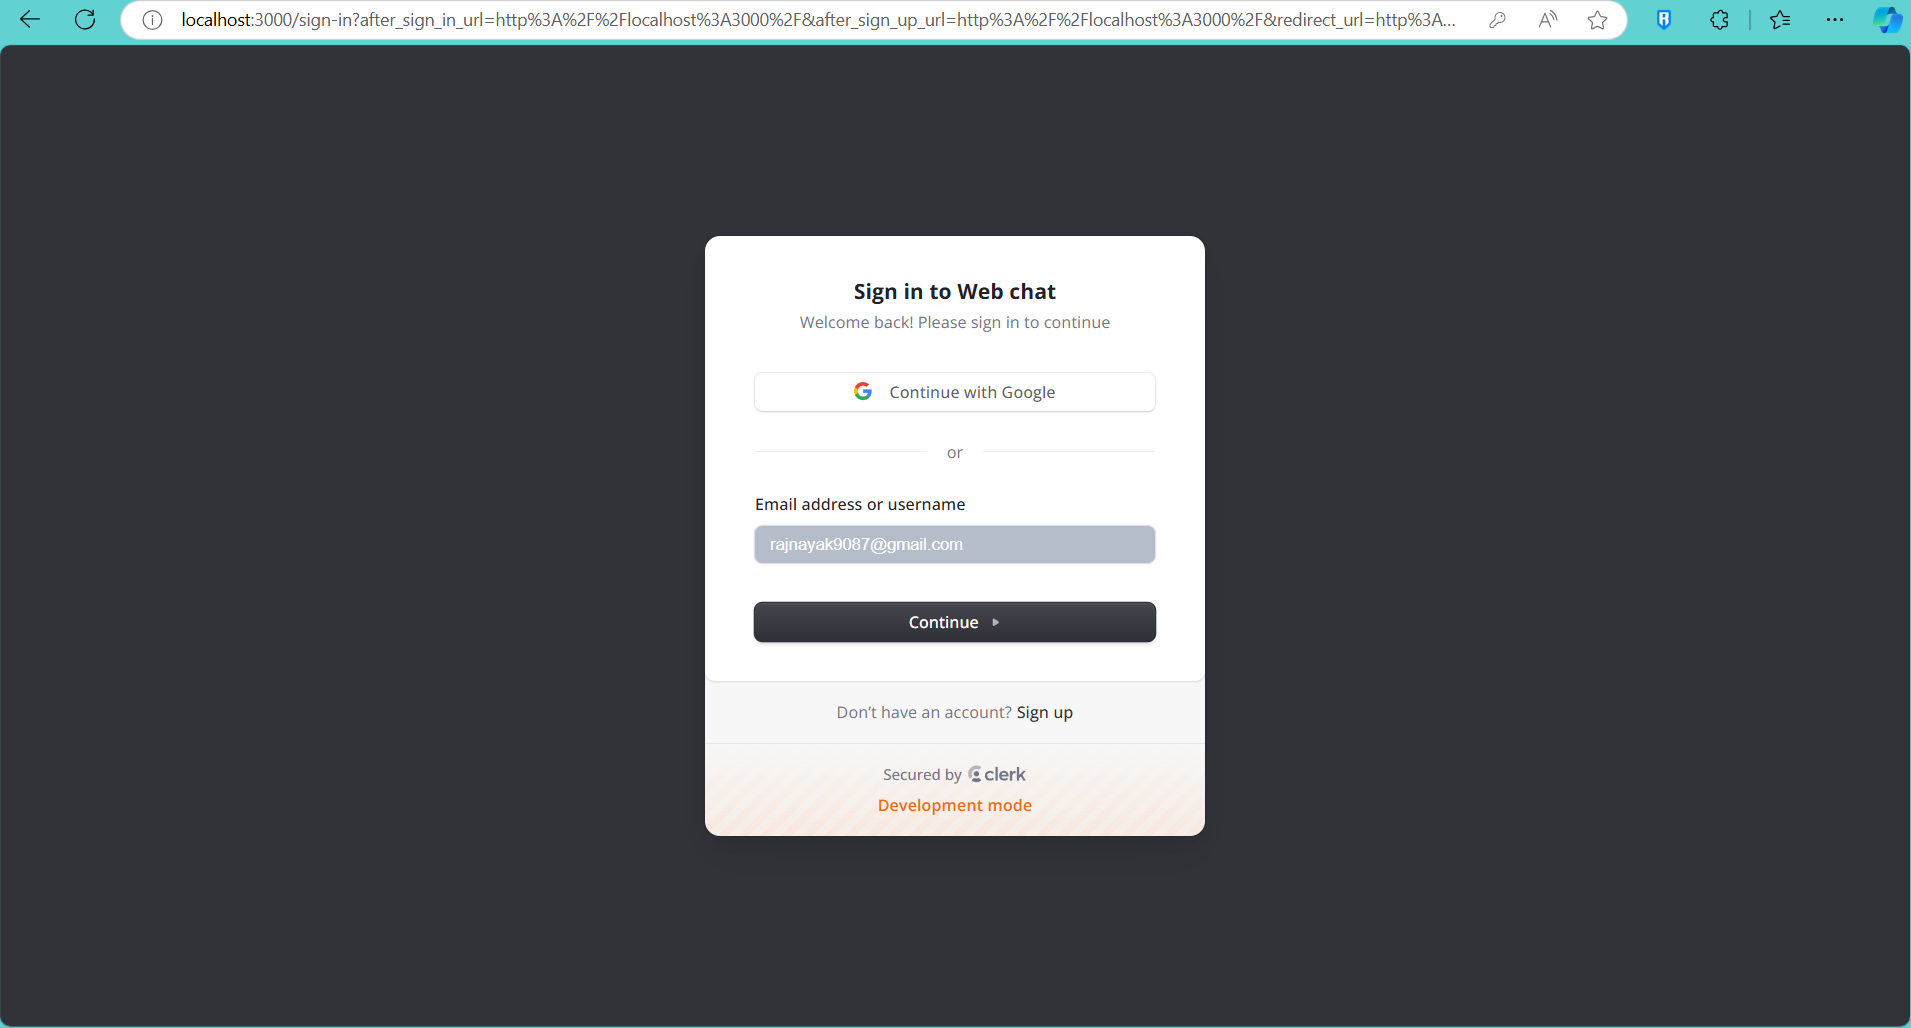 localhost:3000/sign-in?after_sign_in_url=http%3A%2F%2Flocalhost%3A3000%2F&after_sign_up_url=http%3A%2F%2Flocalhost%3A3000%2F&redirect_url=http%3A...
Sign in to Web chat
Welcome back! Please sign in to continue
Continue with Google
or
Email address or username
rajnayak9087@gmail.com
Continue
Don't have an account? Sign up
Secured by clerk
Development mode